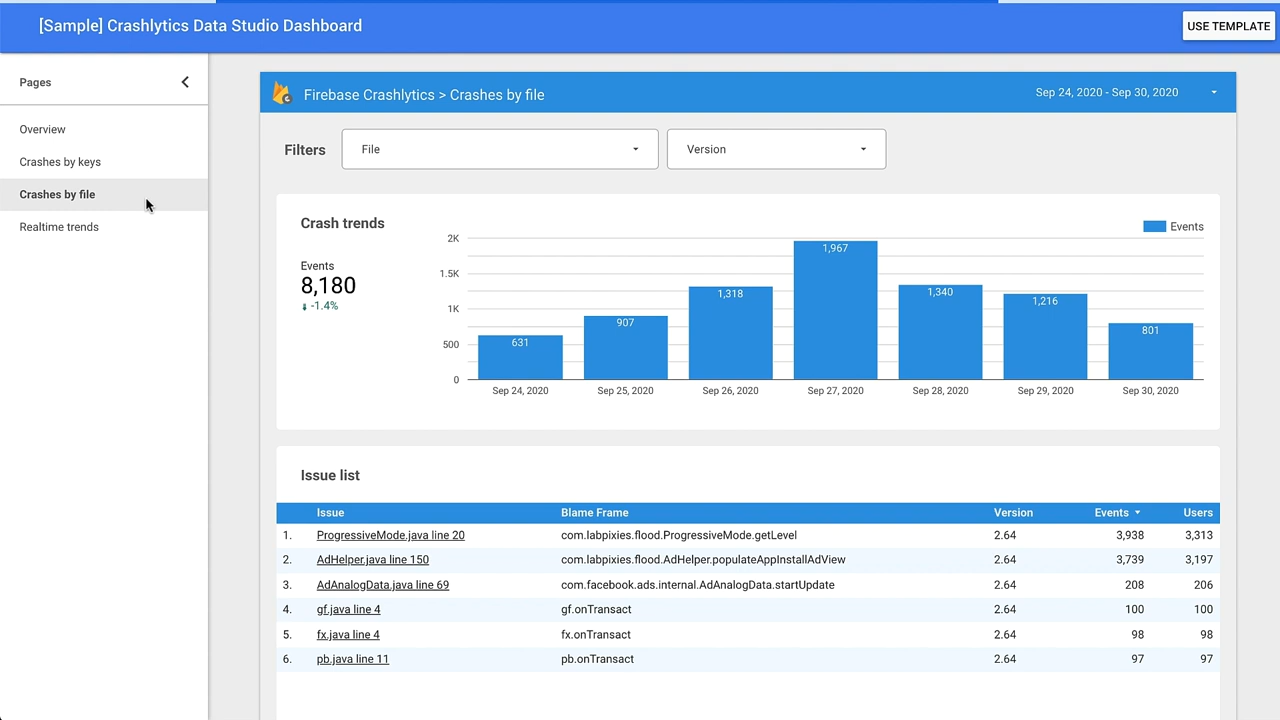 [Sample] Crashlytics Data Studio Dashboard
USE TEMPLATE
Pages
Overview
Crashes by keys
Crashes by file
Realtime trends
Firebase Crashlytics > Crashes by file
Sep 24, 2020 - Sep 30, 2020
Filters
File
Version
Crash trends
Events
8,180
-1.4%
Events
2K
1.5K
1K
500
0
631
907
1,318
1,967
1,340
1,216
801
Sep 24, 2020
Sep 25, 2020
Sep 26, 2020
Sep 27, 2020
Sep 28, 2020
Sep 29, 2020
Sep 30, 2020
Issue list
Issue Blame Frame Version Events Users
1. ProgressiveMode.java line 20 com.labpixies.flood.ProgressiveMode.getLevel 2.64 3,938 3,313
2. AdHelper.java line 150 com.labpixies.flood.AdHelper.populateAppInstallAdView 2.64 3,739 3,197
3. AdAnalogData.java line 69 com.facebook.ads.internal.AdAnalogData.startUpdate 2.64 208 206
4. gf.java line 4 gf.onTransact 2.64 100 100
5. fx.java line 4 fx.onTransact 2.64 98 98
6. pb.java line 11 pb.onTransact 2.64 97 97